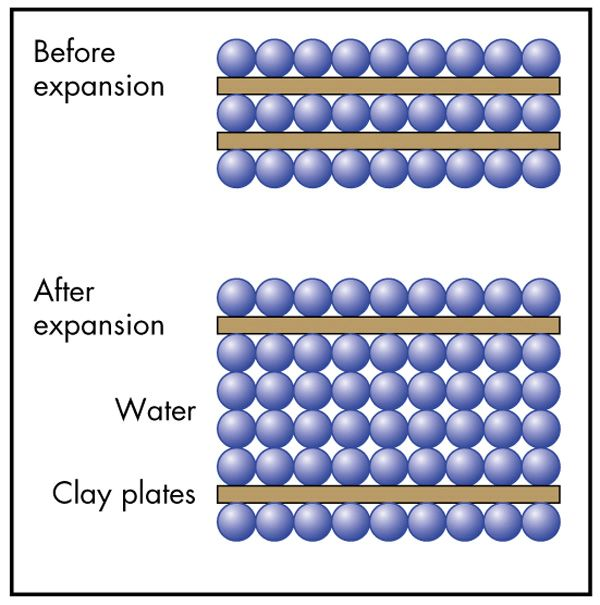 Before
expansion
After
expansion
Water
Clay plates